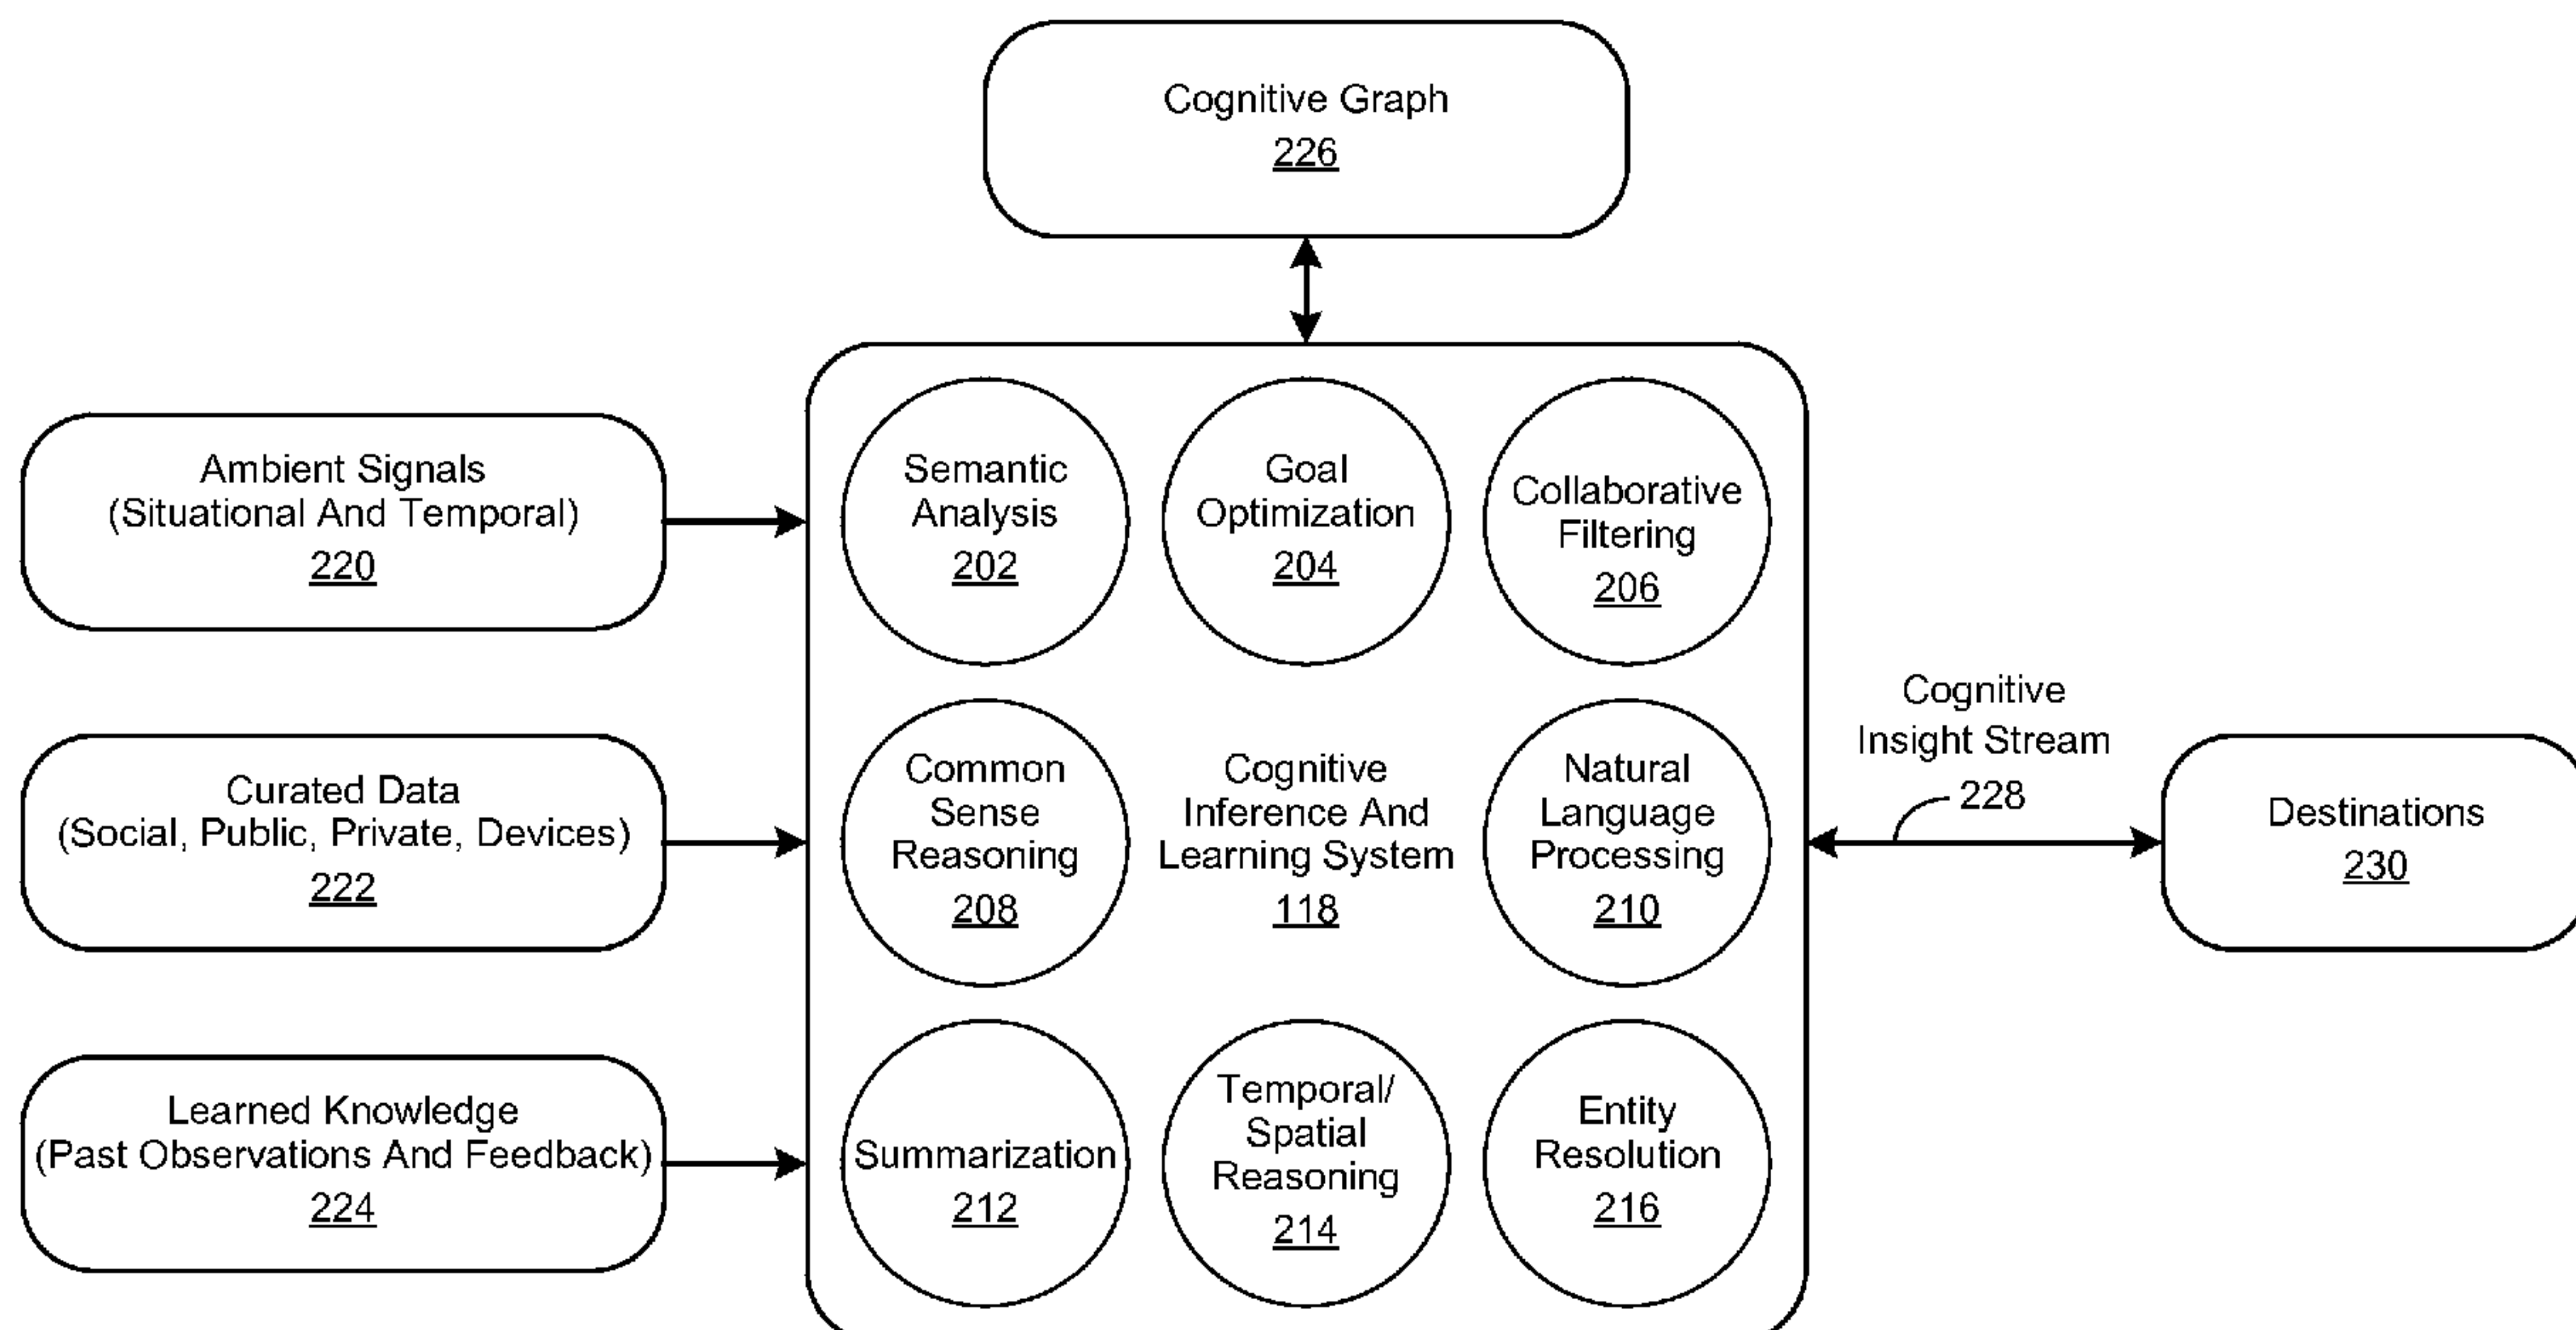 Cognitive Graph
226
Ambient Signals
(Situational And Temporal)
220
Curated Data
(Social, Public, Private, Devices)
222
Learned Knowledge
(Past Observations And Feedback)
224
Semantic
Analysis
202
Goal
Optimization
204
Collaborative
Filtering
206
Common
Sense
Reasoning
208
Cognitive
Inference And
Learning System
118
Natural
Language
Processing
210
Summarization
212
Temporal/
Spatial
Reasoning
214
Entity
Resolution
216
Cognitive
Insight Stream
228
Destinations
230